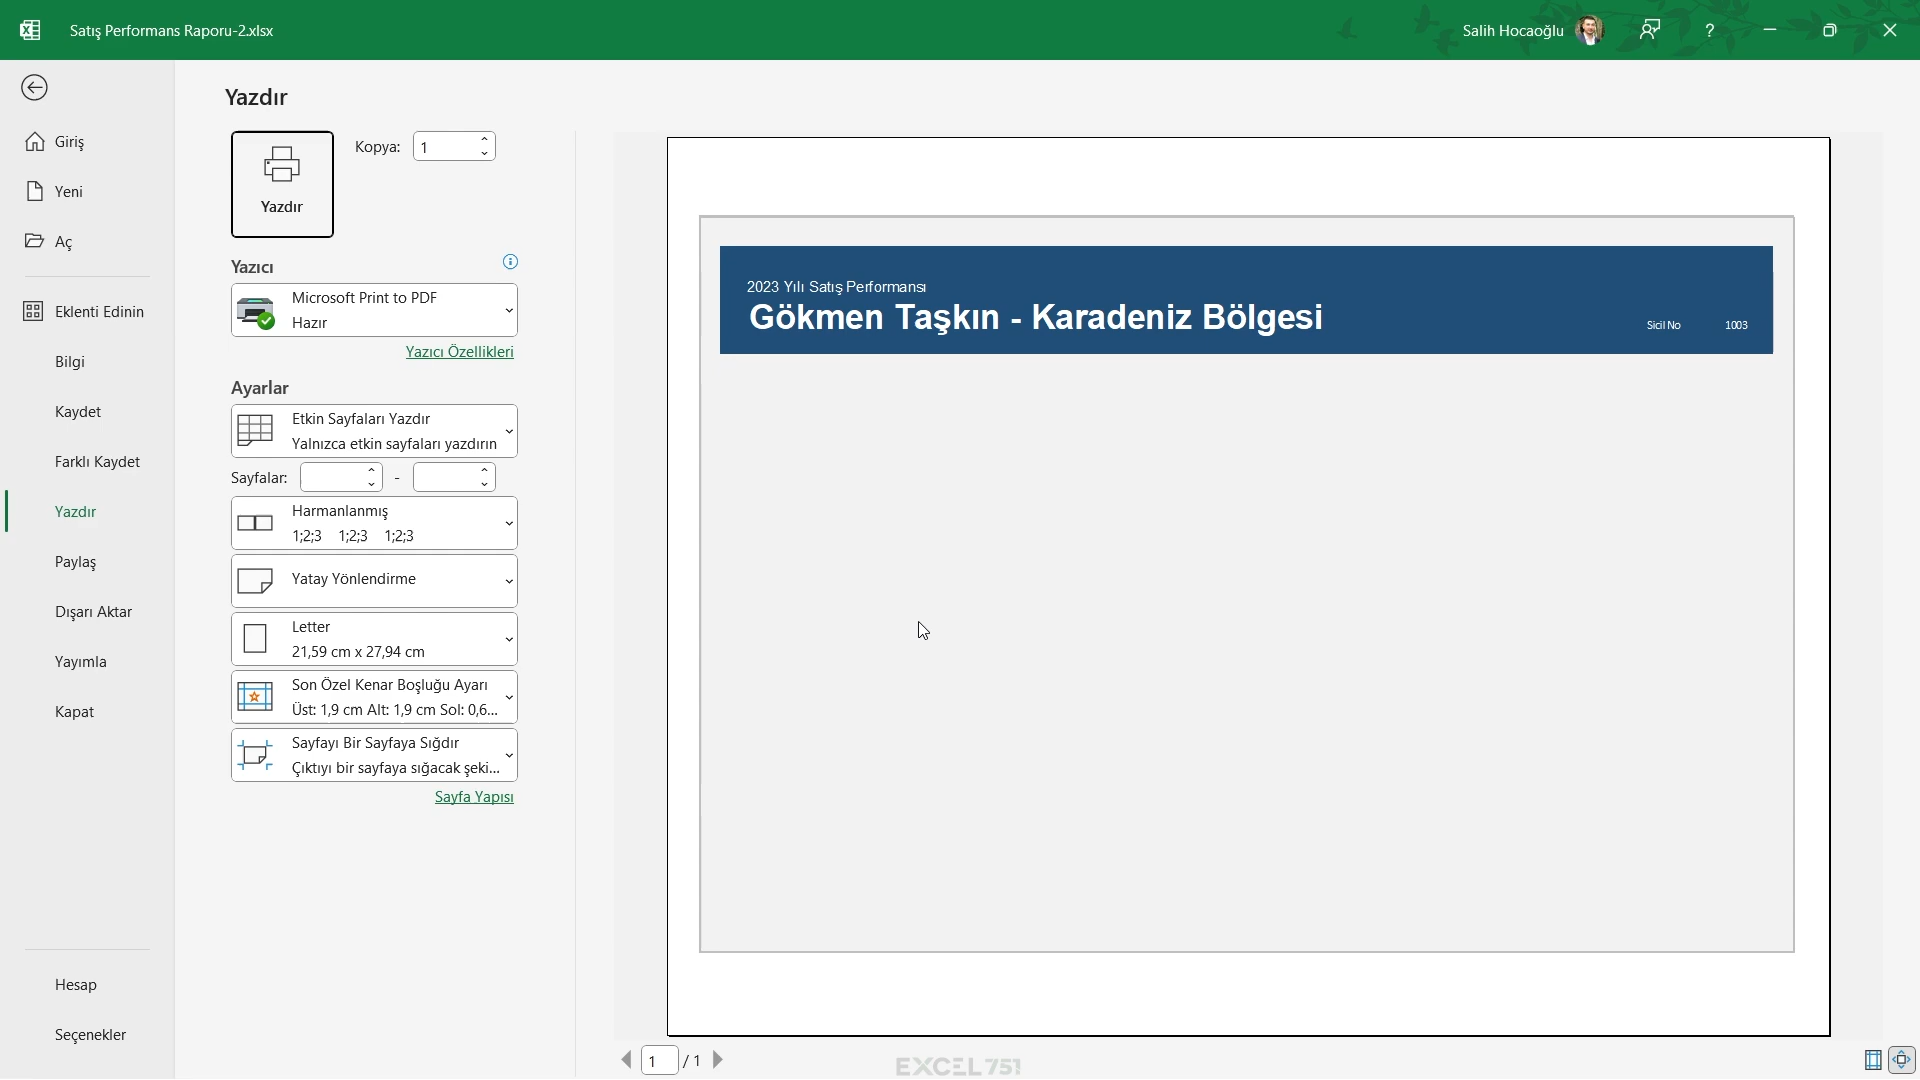 Satış Performans Raporu-2.xlsx
Salih Hocaoğlu
?
Giriş
Yeni
Aç
Eklenti Edinin
Bilgi
Kaydet
Farklı Kaydet
Yazdır
Paylaş
Dışarı Aktar
Yayımla
Kapat
Hesap
Seçenekler
Yazdır
Yazdır
Kopya: 1
Yazıcı
Microsoft Print to PDF
Hazır
Yazıcı Özellikleri
Ayarlar
Etkin Sayfaları Yazdır
Yalnızca etkin sayfaları yazdırın
Sayfalar: -
Harmanlanmış
1;2;3 1;2;3 1;2;3
Yatay Yönlendirme
Letter
21,59 cm x 27,94 cm
Son Özel Kenar Boşluğu Ayarı
Üst: 1,9 cm Alt: 1,9 cm Sol: 0,6...
Sayfayı Bir Sayfaya Sığdır
Çıktıyı bir sayfaya sığacak şeki...
Sayfa Yapısı
2023 Yılı Satış Performansı
Gökmen Taşkın - Karadeniz Bölgesi
Sicil No 1003
1 / 1
EXCEL751